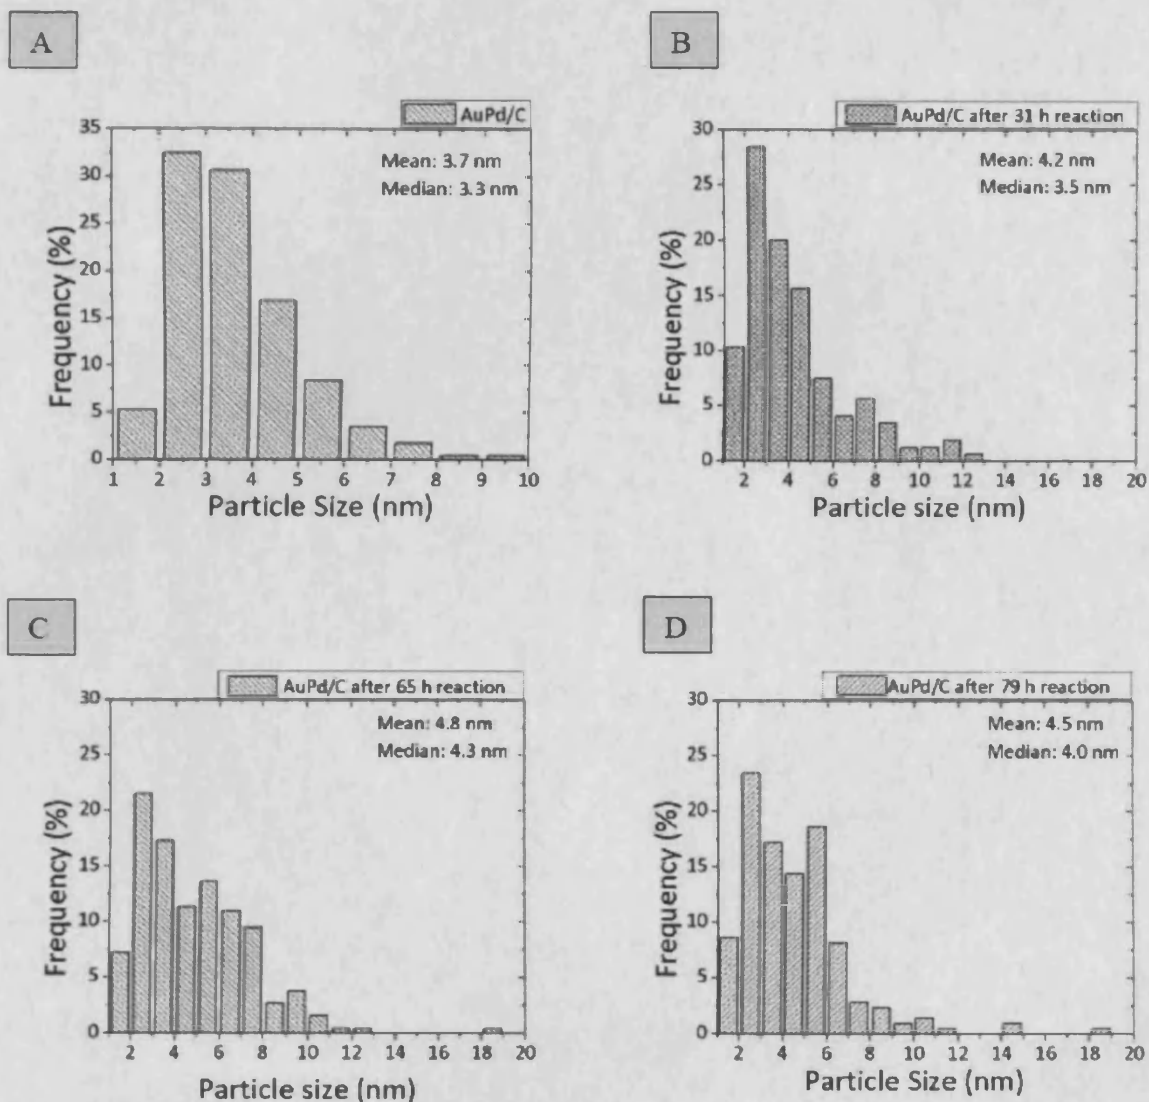 A
AuPd/C
Mean: 3.7 nm
Median: 3.3 nm
Frequency (%)
35
30
25
20
15
10
5
0
1 2 3 4 5 6 7 8 9 10
Particle Size (nm)
B
AuPd/C after 31 h reaction
Mean: 4.2 nm
Median: 3.5 nm
Frequency (%)
30
25
20
15
10
5
0
2 4 6 8 10 12 14 16 18 20
Particle size (nm)
C
AuPd/C after 65 h reaction
Mean: 4.8 nm
Median: 4.3 nm
Frequency (%)
30
25
20
15
10
5
0
2 4 6 8 10 12 14 16 18 20
Particle size (nm)
D
AuPd/C after 79 h reaction
Mean: 4.5 nm
Median: 4.0 nm
Frequency (%)
30
25
20
15
10
5
0
2 4 6 8 10 12 14 16 18 20
Particle Size (nm)